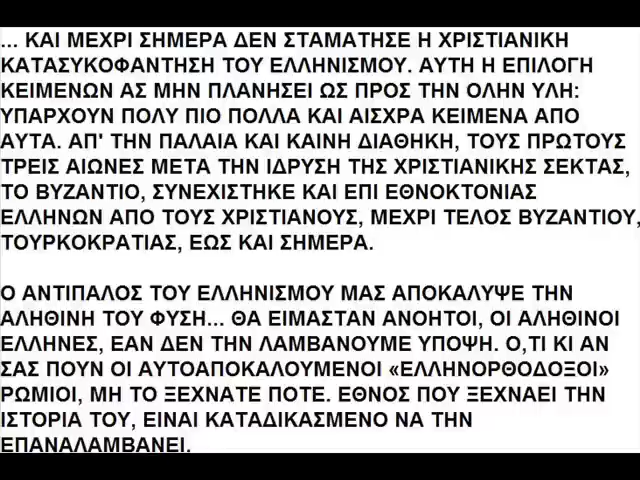 ... ΚΑΙ ΜΕΧΡΙ ΣΗΜΕΡΑ ΔΕΝ ΣΤΑΜΑΤΗΣΕ Η ΧΡΙΣΤΙΑΝΙΚΗ
ΚΑΤΑΣΥΚΟΦΑΝΤΗΣΗ ΤΟΥ ΕΛΛΗΝΙΣΜΟΥ. ΑΥΤΗ Η ΕΠΙΛΟΓΗ
ΚΕΙΜΕΝΩΝ ΑΣ ΜΗΝ ΠΛΑΝΗΣΕΙ ΩΣ ΠΡΟΣ ΤΗΝ ΟΛΗΝ ΥΛΗ:
ΥΠΑΡΧΟΥΝ ΠΟΛΥ ΠΙΟ ΠΟΛΛΑ ΚΑΙ ΑΙΣΧΡΑ ΚΕΙΜΕΝΑ ΑΠΟ
ΑΥΤΑ. ΑΠ' ΤΗΝ ΠΑΛΑΙΑ ΚΑΙ ΚΑΙΝΗ ΔΙΑΘΗΚΗ, ΤΟΥΣ ΠΡΩΤΟΥΣ
ΤΡΕΙΣ ΑΙΩΝΕΣ ΜΕΤΑ ΤΗΝ ΙΔΡΥΣΗ ΤΗΣ ΧΡΙΣΤΙΑΝΙΚΗΣ ΣΕΚΤΑΣ,
ΤΟ ΒΥΖΑΝΤΙΟ, ΣΥΝΕΧΙΣΤΗΚΕ ΚΑΙ ΕΠΙ ΕΘΝΟΚΤΟΝΙΑΣ
ΕΛΛΗΝΩΝ ΑΠΟ ΤΟΥΣ ΧΡΙΣΤΙΑΝΟΥΣ, ΜΕΧΡΙ ΤΕΛΟΣ ΒΥΖΑΝΤΙΟΥ,
ΤΟΥΡΚΟΚΡΑΤΙΑΣ, ΕΩΣ ΚΑΙ ΣΗΜΕΡΑ.
Ο ΑΝΤΙΠΑΛΟΣ ΤΟΥ ΕΛΛΗΝΙΣΜΟΥ ΜΑΣ ΑΠΟΚΑΛΥΨΕ ΤΗΝ
ΑΛΗΘΙΝΗ ΤΟΥ ΦΥΣΗ... ΘΑ ΕΙΜΑΣΤΑΝ ΑΝΟΗΤΟΙ, ΟΙ ΑΛΗΘΙΝΟΙ
ΕΛΛΗΝΕΣ, ΕΑΝ ΔΕΝ ΤΗΝ ΛΑΜΒΑΝΟΥΜΕ ΥΠΟΨΗ. Ο,ΤΙ ΚΙ ΑΝ
ΣΑΣ ΠΟΥΝ ΟΙ ΑΥΤΟΑΠΟΚΑΛΟΥΜΕΝΟΙ «ΕΛΛΗΝΟΡΘΟΔΟΞΟΙ»
ΡΩΜΙΟΙ, ΜΗ ΤΟ ΞΕΧΝΑΤΕ ΠΟΤΕ. ΕΘΝΟΣ ΠΟΥ ΞΕΧΝΑΕΙ ΤΗΝ
ΙΣΤΟΡΙΑ ΤΟΥ, ΕΙΝΑΙ ΚΑΤΑΔΙΚΑΣΜΕΝΟ ΝΑ ΤΗΝ
ΕΠΑΝΑΛΑΜΒΑΝΕΙ.